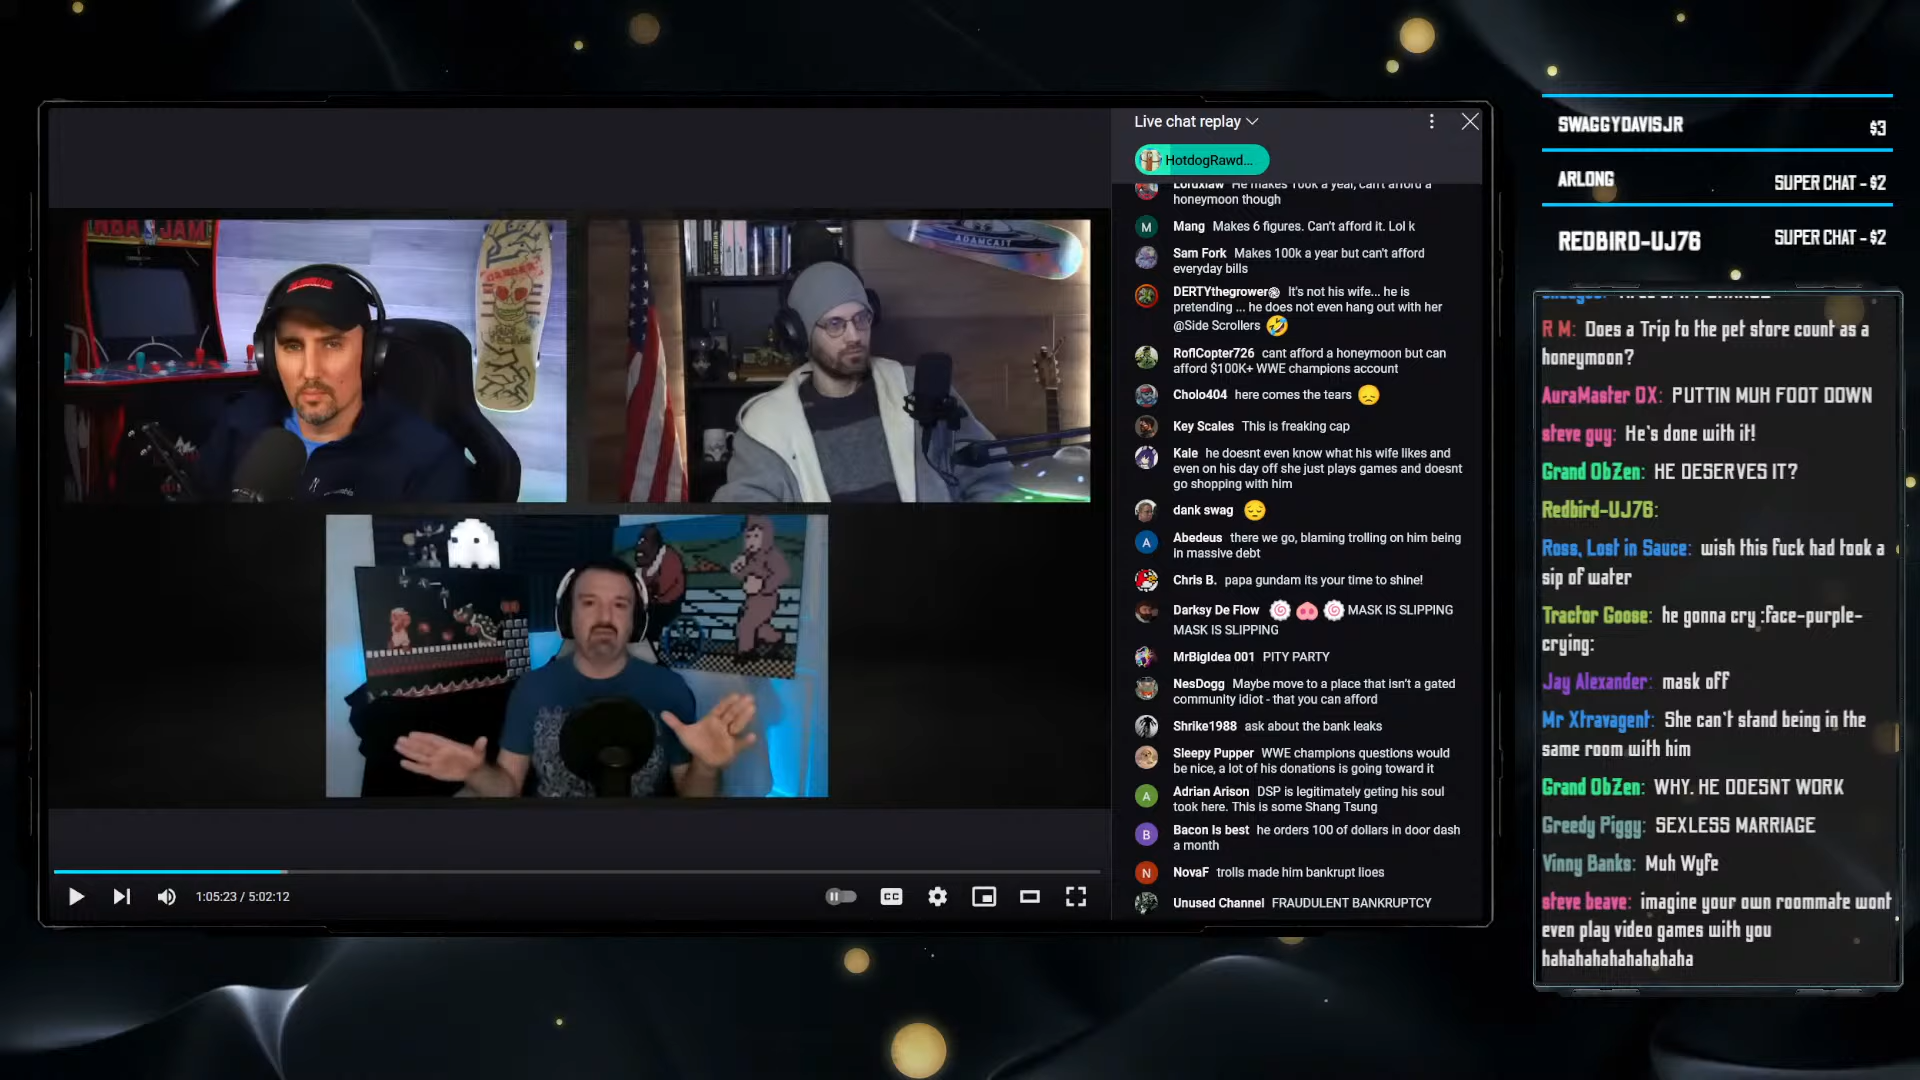 NBA JAM
ADAMCAST
1:05:23 / 5:02:12
CC
Live chat replay
HotdogRawd...
Loruxlaw He makes 100k a year, can't afford a
honeymoon though
M
Mang Makes 6 figures. Can't afford it. Lol k
Sam Fork Makes 100k a year but can't afford
everyday bills
DERTYthegrower It's not his wife... he is
pretending ... he does not even hang out with her
@Side Scrollers 🤣
RoflCopter726 cant afford a honeymoon but can
afford $100K+ WWE champions account
Cholo404 here comes the tears 😞
Key Scales This is freaking cap
Kale he doesnt even know what his wife likes and
even on his day off she just plays games and doesnt
go shopping with him
dank swag 😔
A
Abedeus there we go, blaming trolling on him being
in massive debt
Chris B. papa gundam its your time to shine!
Darksy De Flow 🍥🐽🍥 MASK IS SLIPPING
MASK IS SLIPPING
MrBigIdea 001 PITY PARTY
NesDogg Maybe move to a place that isn't a gated
community idiot - that you can afford
Shrike1988 ask about the bank leaks
Sleepy Pupper WWE champions questions would
be nice, a lot of his donations is going toward it
A
Adrian Arison DSP is legitimately geting his soul
took here. This is some Shang Tsung
B
Bacon Is best he orders 100 of dollars in door dash
a month
N
NovaF trolls made him bankrupt lioes
Unused Channel FRAUDULENT BANKRUPTCY
SWAGGYDAVISJR $3
ARLONG SUPER CHAT - $2
REDBIRD-UJ76 SUPER CHAT - $2
R M: Does a Trip to the pet store count as a
honeymoon?
AuraMaster DX: PUTTIN MUH FOOT DOWN
steve guy: He's done with it!
Grand ObZen: HE DESERVES IT?
Redbird-UJ76:
Ross, Lost in Sauce: wish this fuck had took a
sip of water
Tractor Goose: he gonna cry :face-purple-
crying:
Jay Alexander: mask off
Mr Xtravagent: She can't stand being in the
same room with him
Grand ObZen: WHY. HE DOESNT WORK
Greedy Piggy: SEXLESS MARRIAGE
Vinny Banks: Muh Wyfe
steve beave: imagine your own roommate wont
even play video games with you
hahahahahahahahaha